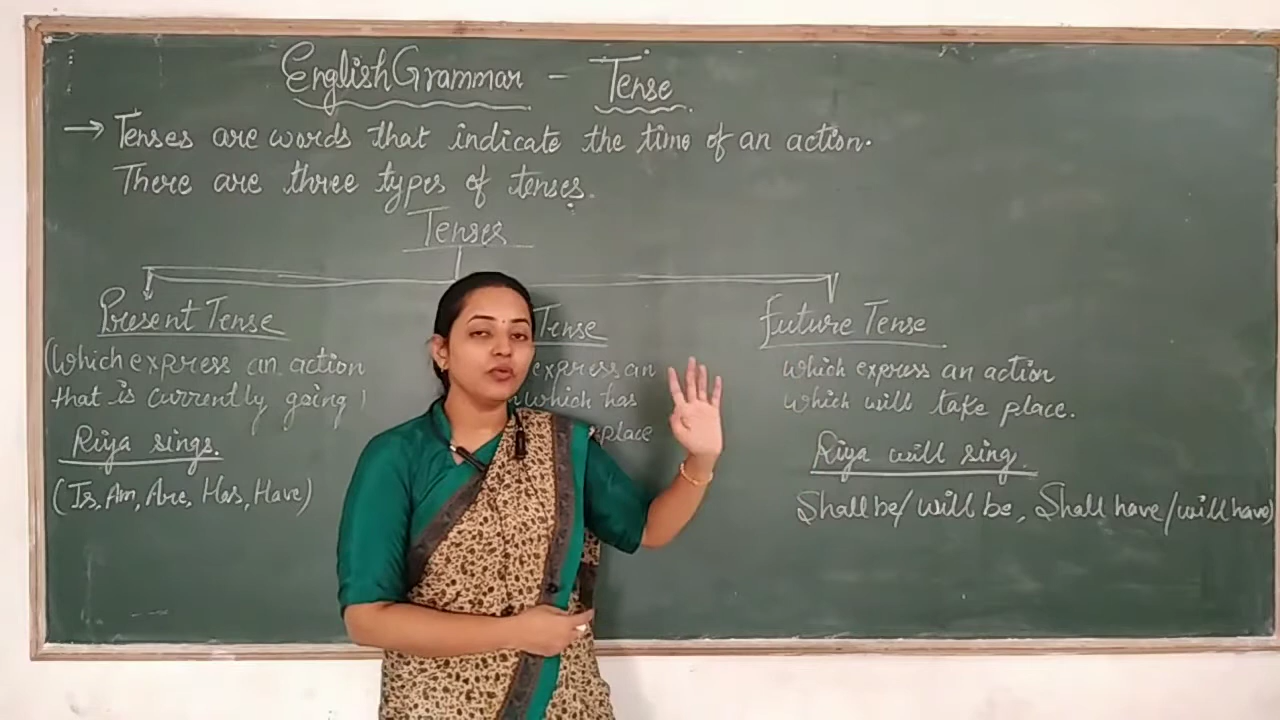 English Grammar – Tense
→ Tenses are words that indicate the time of an action.
There are three types of tenses.
Tenses
Present Tense
(Which express an action
that is currently going)
Riya sings.
(Is, Am, Are, Has, Have)
Tense
express an
which has
place
Future Tense
which express an action
which will take place.
Riya will sing.
Shall be/ will be, Shall have/will have)